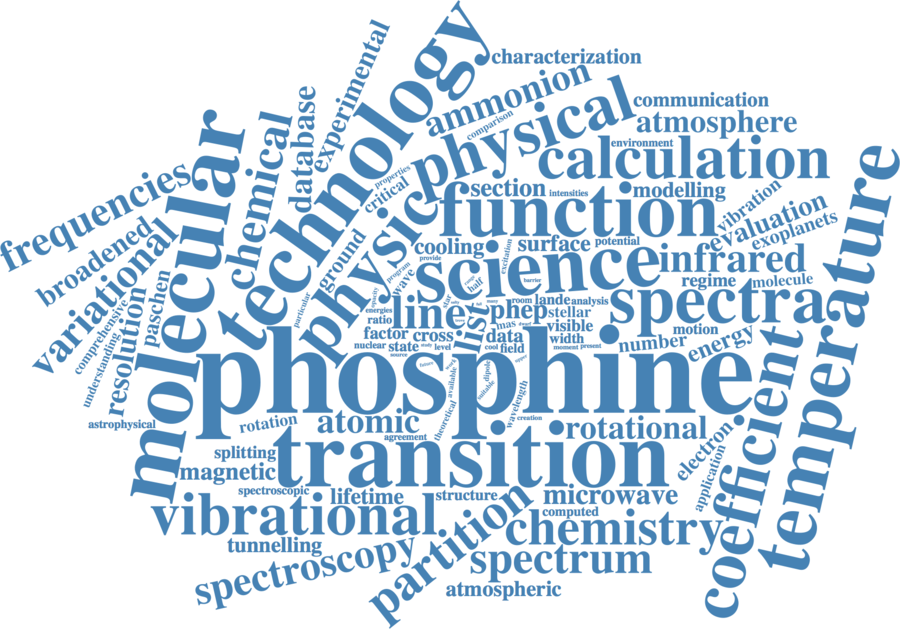 characterization
technology
experimental
ammonion
comparison
communication
physical
atmosphere
database
chemical
environment
calculation
properties
critical
section
intensities
modelling
function
vibration
evaluation
exoplanets
frequencies
molecular
broadened
variational
ground
physic
cooling
surface
potential
provide
excitation
science
infrared
temperature
program
wave
half
barrier
regime
molecule
comprehensive
understanding
resolution
paschen
particular
energies
ratio
line
list
phep
room
lande
analysis
stellar
spectra
mas
visible
motion
factor
cross
data
width
number
energy
nuclear
state
study
level
cool
field
moment
present
source
phosphine
future
available
dipole
suitable
upper
wavelength
theoretical
creation
astrophysical
rotation
atomic
agreement
rotational
coefficient
splitting
transition
electron
magnetic
application
spectroscopic
lifetime
structure
microwave
vibrational
partition
computed
chemistry
tunnelling
spectroscopy
spectrum
atmospheric